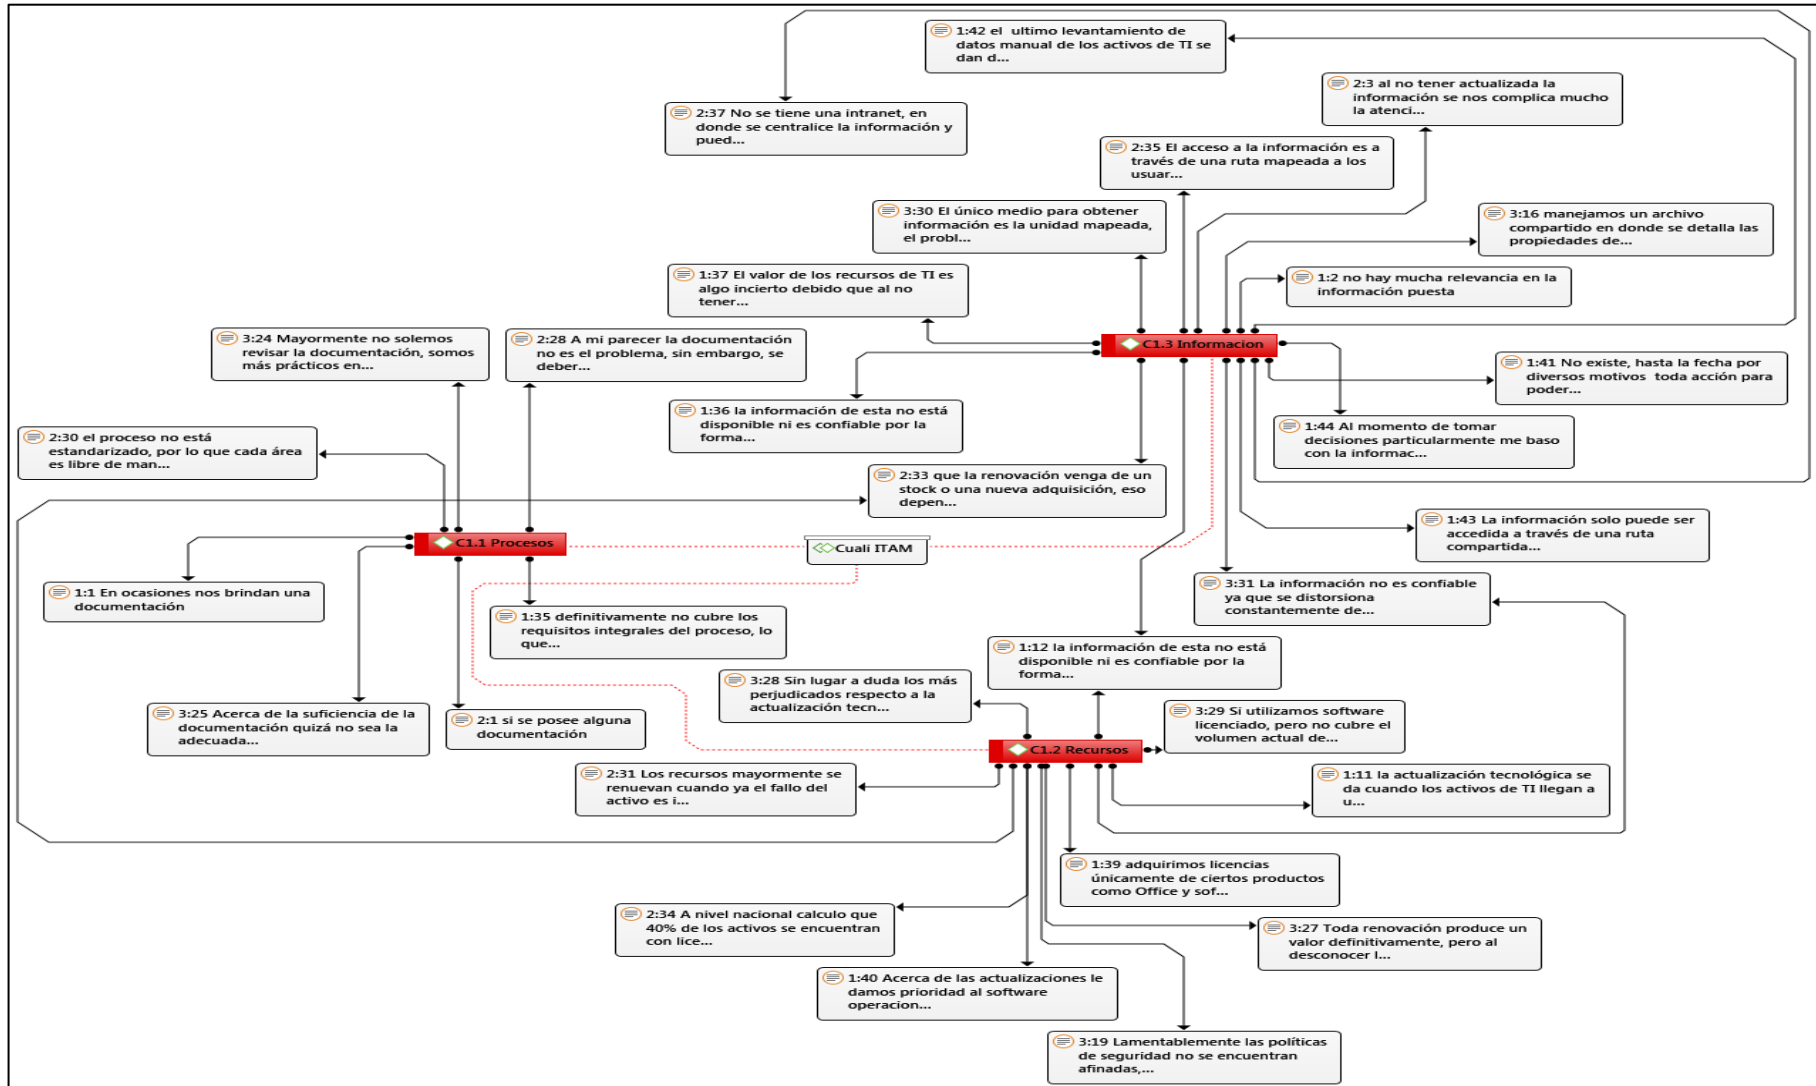 1:42 el  ultimo levantamiento de
datos manual de los activos de TI se
dan d...
2:3 al no tener actualizada la
información se nos complica mucho
la atenci...
2:37 No se tiene una intranet, en
donde se centralice la información y
pued...
2:35 El acceso a la información es a
través de una ruta mapeada a los
usuar...
3:30 El único medio para obtener
información es la unidad mapeada,
el probl...
3:16 manejamos un archivo
compartido en donde se detalla las
propiedades de...
1:37 El valor de los recursos de TI es
algo incierto debido que al no
tener...
1:2 no hay mucha relevancia en la
información puesta
3:24 Mayormente no solemos
revisar la documentación, somos
más prácticos en...
2:28 A mi parecer la documentación
no es el problema, sin embargo, se
deber...
C1.3 Informacion
1:41 No existe, hasta la fecha por
diversos motivos  toda acción para
poder...
1:36 la información de esta no está
disponible ni es confiable por la
forma...
1:44 Al momento de tomar
decisiones particularmente me baso
con la informac...
2:30 el proceso no está
estandarizado, por lo que cada área
es libre de man...
2:33 que la renovación venga de un
stock o una nueva adquisición, eso
depen...
1:43 La información solo puede ser
accedida a través de una ruta
compartida...
C1.1 Procesos
Cuali ITAM
1:1 En ocasiones nos brindan una
documentación
3:31 La información no es confiable
ya que se distorsiona
constantemente de...
1:35 definitivamente no cubre los
requisitos integrales del proceso, lo
que...
1:12 la información de esta no está
disponible ni es confiable por la
forma...
3:28 Sin lugar a duda los más
perjudicados respecto a la
actualización tecn...
3:25 Acerca de la suficiencia de la
documentación quizá no sea la
adecuada...
2:1 si se posee alguna
documentación
3:29 Si utilizamos software
licenciado, pero no cubre el
volumen actual de...
C1.2 Recursos
2:31 Los recursos mayormente se
renuevan cuando ya el fallo del
activo es i...
1:11 la actualización tecnológica se
da cuando los activos de TI llegan a
u...
1:39 adquirimos licencias
únicamente de ciertos productos
como Office y sof...
2:34 A nivel nacional calculo que
40% de los activos se encuentran
con lice...
3:27 Toda renovación produce un
valor definitivamente, pero al
desconocer l...
1:40 Acerca de las actualizaciones le
damos prioridad al software
operacion...
3:19 Lamentablemente las políticas
de seguridad no se encuentran
afinadas,...